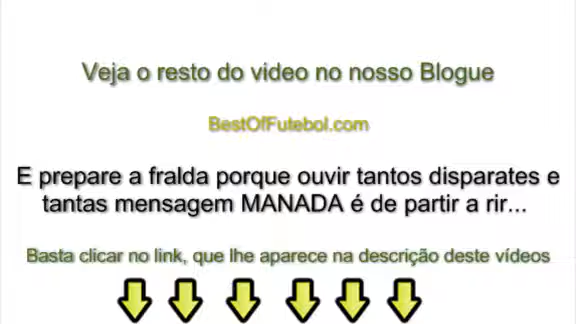 Veja o resto do video no nosso Blogue
BestOfFutebol.com
E prepare a fralda porque ouvir tantos disparates e
tantas mensagem MANADA é de partir a rir...
Basta clicar no link, que lhe aparece na descrição deste vídeos